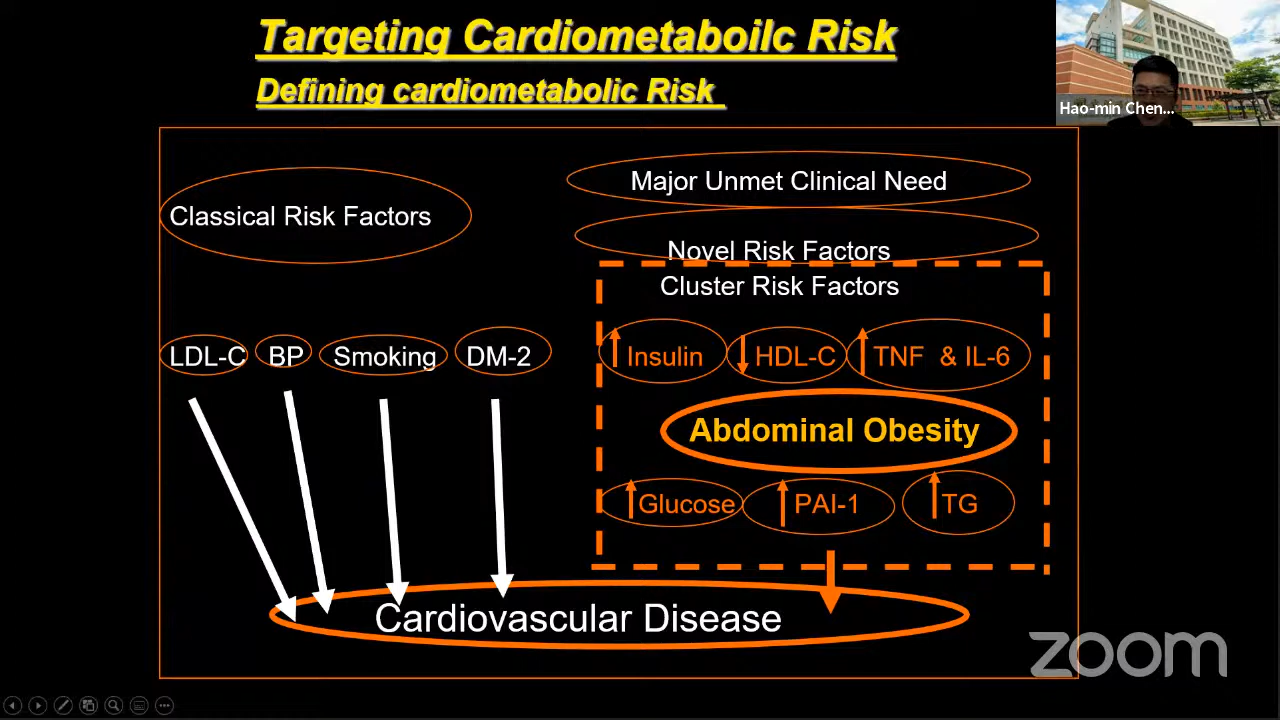 Targeting Cardiometaboilc Risk
Defining cardiometabolic Risk
Hao-min Chen...
Major Unmet Clinical Need
Classical Risk Factors
Novel Risk Factors
Cluster Risk Factors
LDL-C BP Smoking DM-2
Insulin HDL-C TNF & IL-6
Abdominal Obesity
Glucose PAI-1 TG
Cardiovascular Disease
zoom